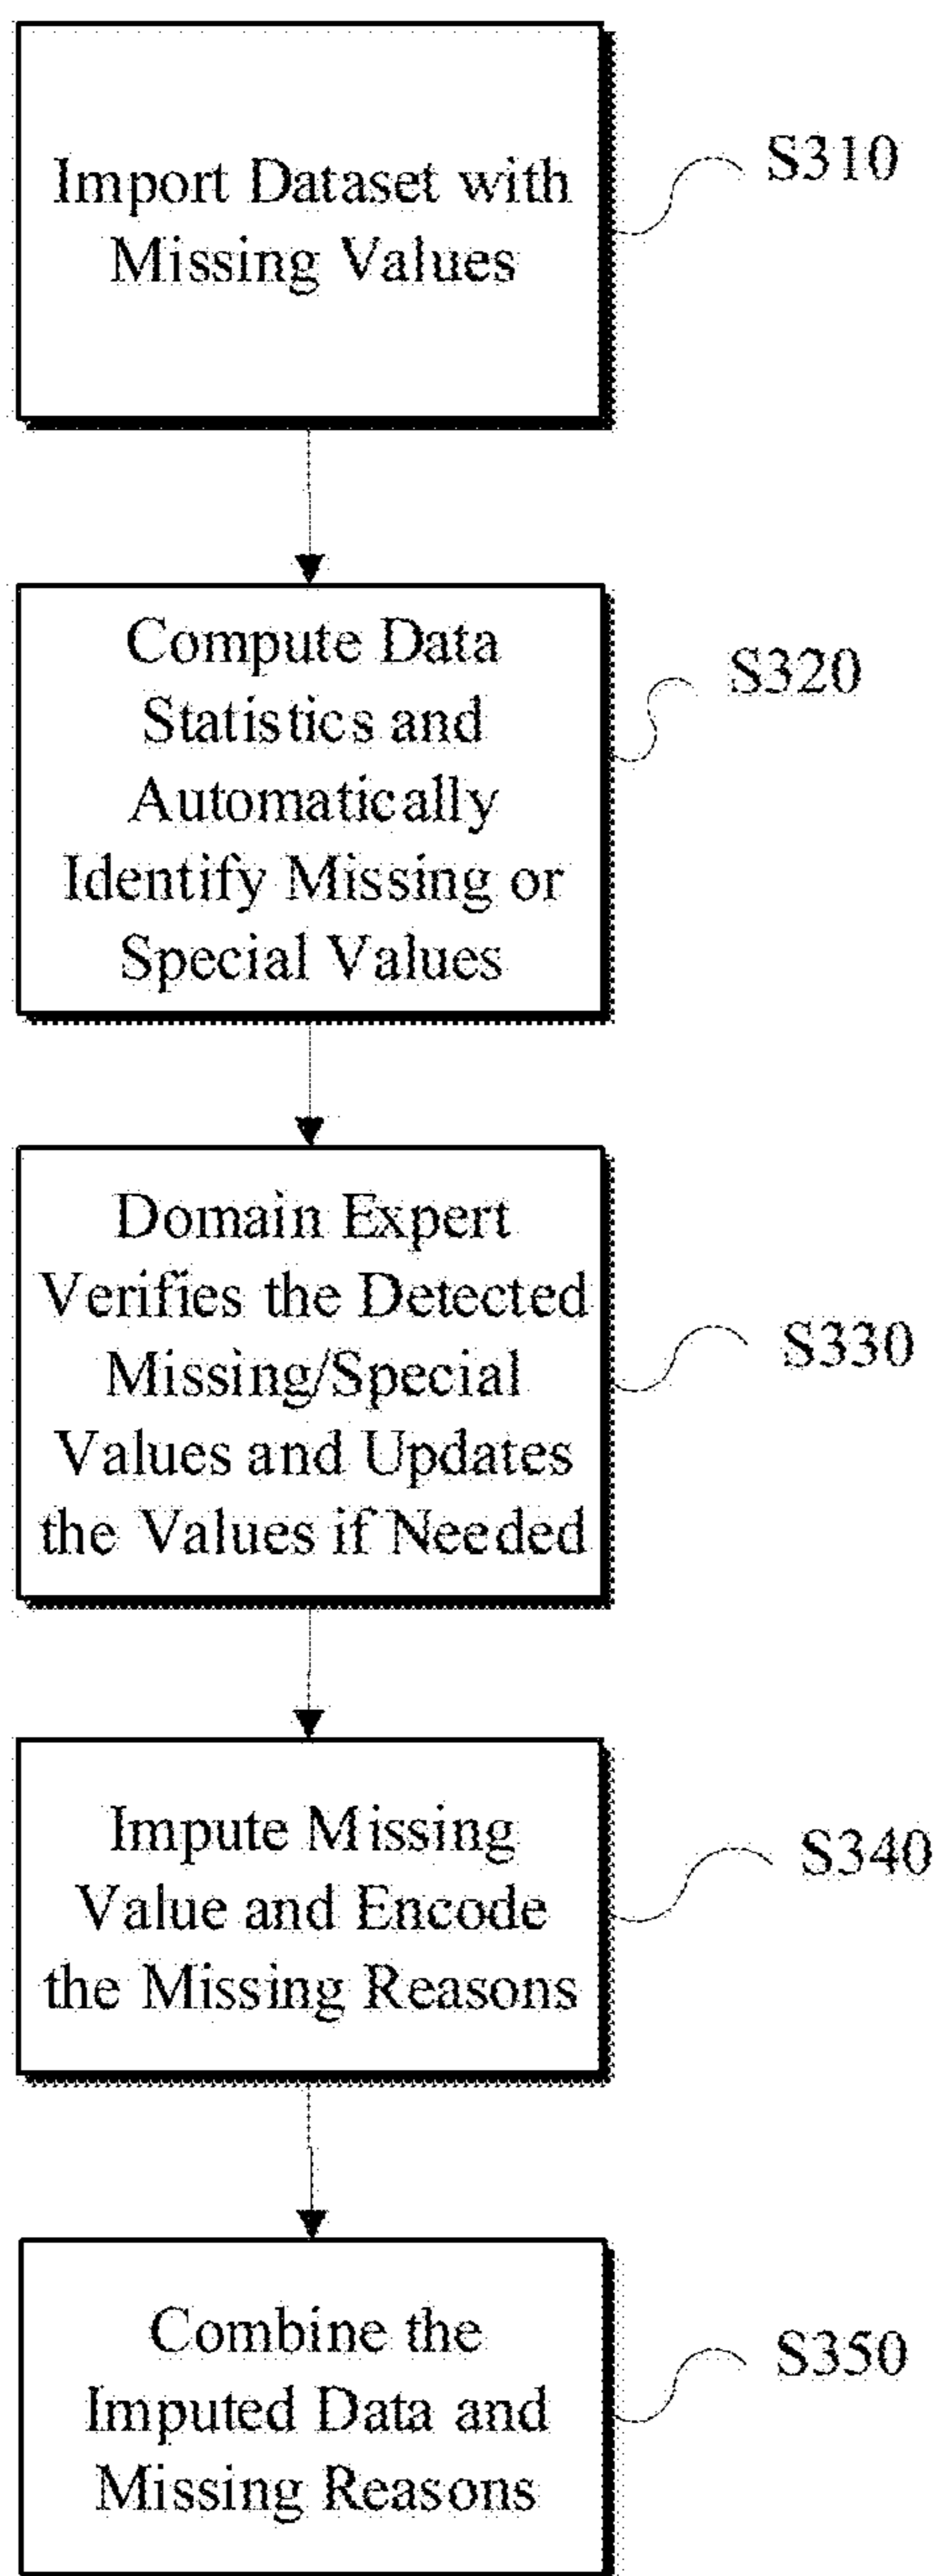 Import Dataset with
Missing Values
S310
Compute Data
Statistics and
Automatically
Identify Missing or
Special Values
S320
Domain Expert
Verifies the Detected
Missing/Special
Values and Updates
the Values if Needed
S330
Impute Missing
Value and Encode
the Missing Reasons
S340
Combine the
Imputed Data and
Missing Reasons
S350